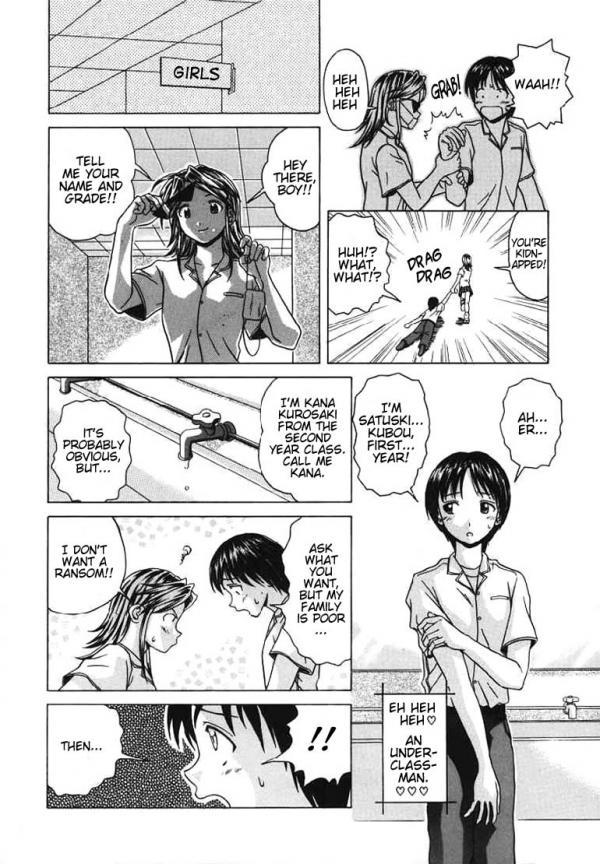 HEH
HEH
HEH
GRAB!
WAAH!!
YOU'RE
KIDN-
APPED!
DRAG
DRAG
HUH!?
WHAT,
WHAT!?
GIRLS
HEY
THERE,
BOY!!
TELL
ME YOUR
NAME AND
GRADE!!
AH...
ER...
I'M
SATUSKI...
KUBOU,
FIRST...
YEAR!
EH HEH
HEH♡
AN
UNDER-
CLASS-
MAN.
♡♡♡
I'M KANA
KUROSAKI
FROM THE
SECOND
YEAR CLASS.
CALL ME
KANA.
IT'S
PROBABLY
OBVIOUS,
BUT...
ASK
WHAT YOU
WANT,
BUT MY
FAMILY
IS POOR
...
?
I DON'T
WANT A
RANSOM!!
!!
THEN...